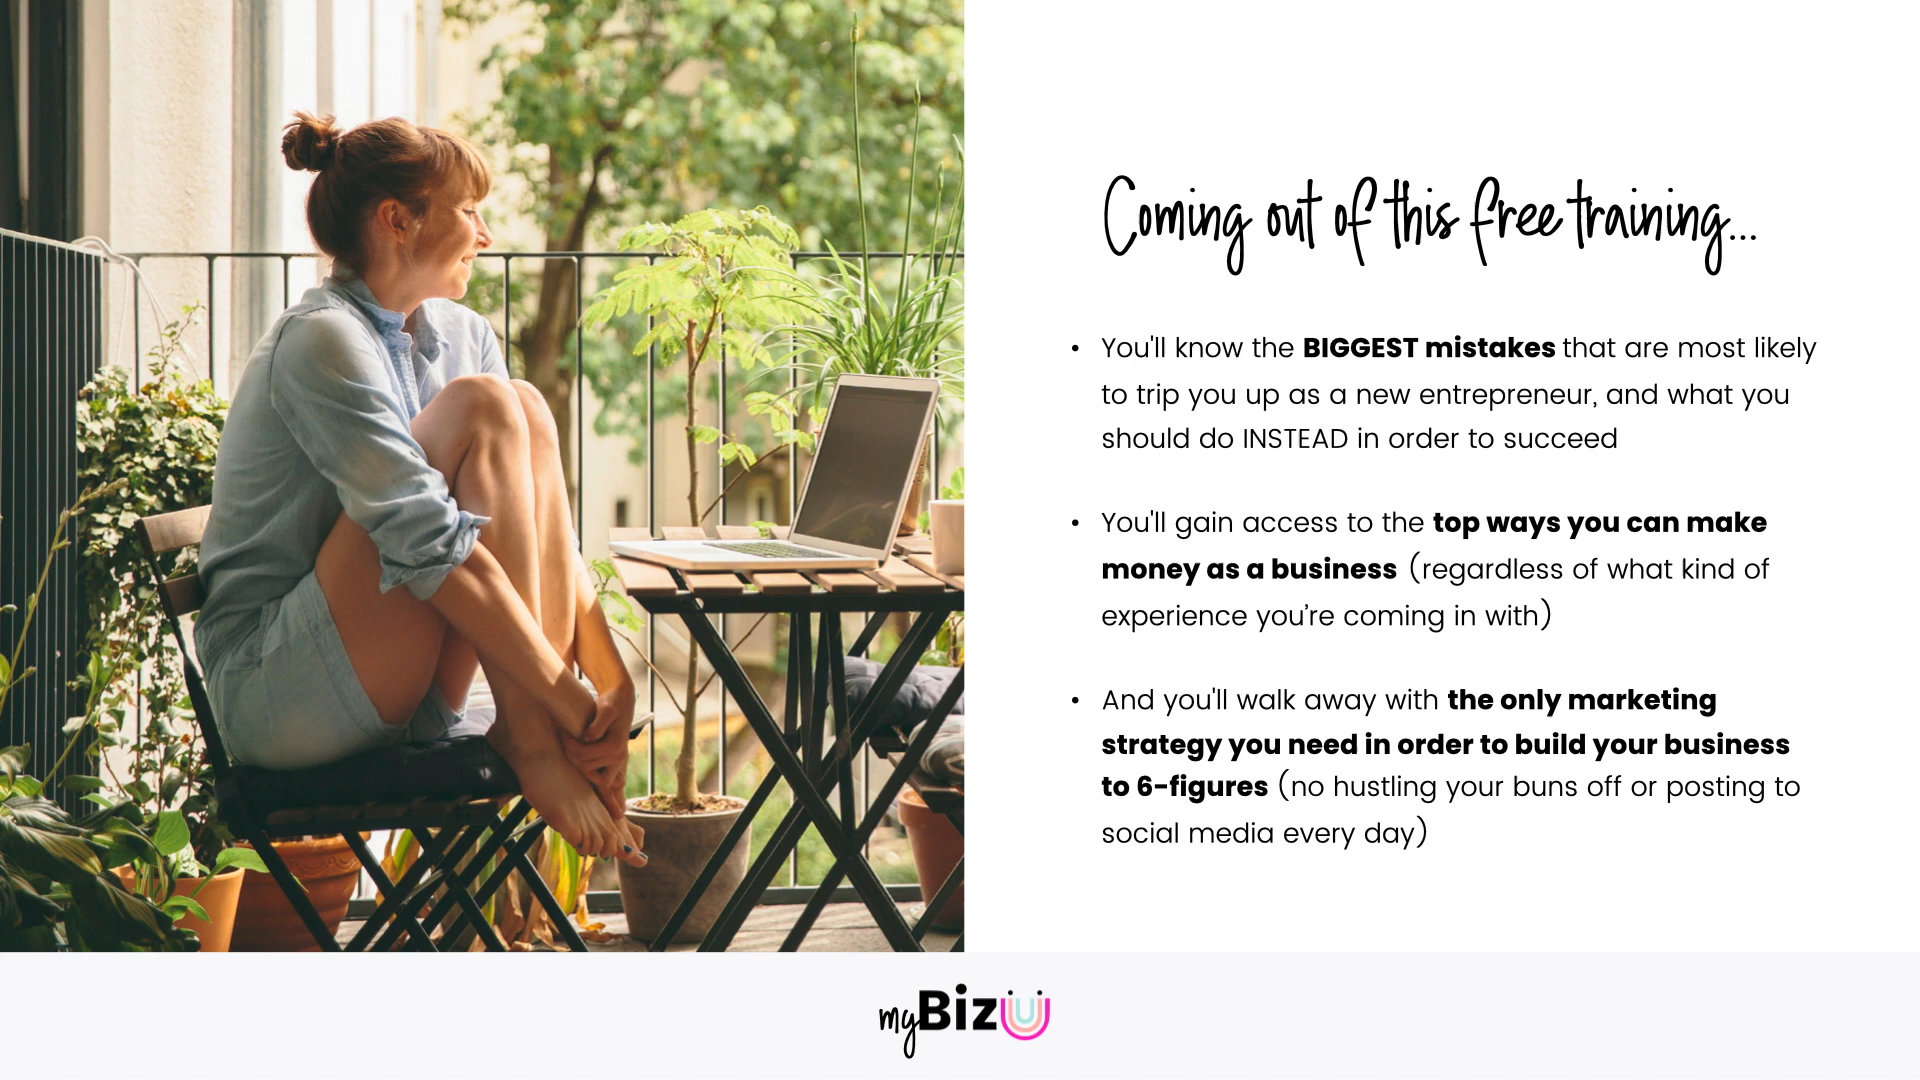 Coming out of this free training...
• You'll know the BIGGEST mistakes that are most likely
to trip you up as a new entrepreneur, and what you
should do INSTEAD in order to succeed
• You'll gain access to the top ways you can make
money as a business (regardless of what kind of
experience you’re coming in with)
• And you'll walk away with the only marketing
strategy you need in order to build your business
to 6-figures (no hustling your buns off or posting to
social media every day)
myBizU